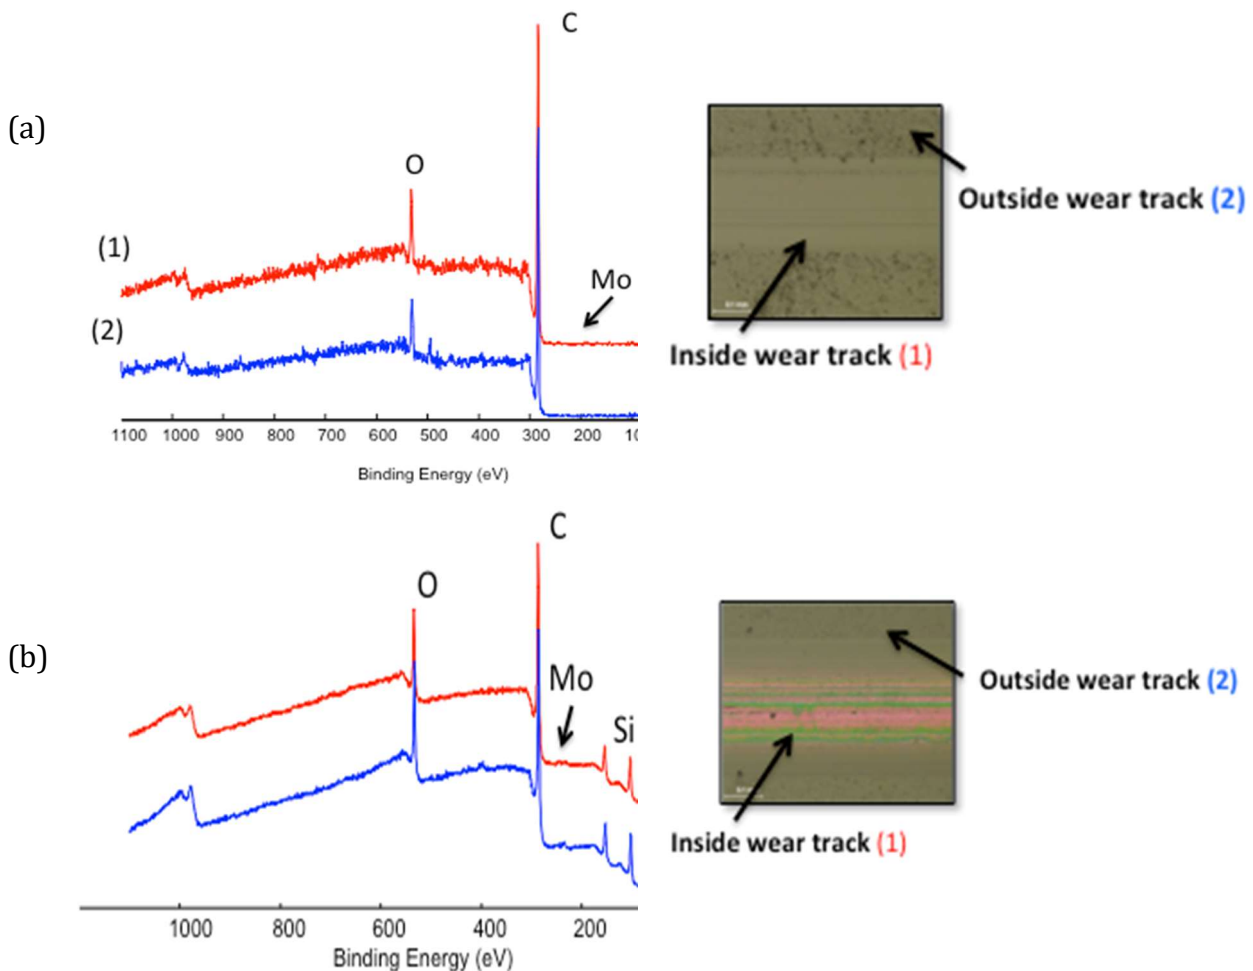 (a)
C
O
(1)
Mo
(2)
1100 1000 900 800 700 600 500 400 300 200 10
Binding Energy (eV)
Outside wear track (2)
Inside wear track (1)
(b)
C
O
Mo
Si
1000 800 600 400 200
Binding Energy (eV)
Outside wear track (2)
Inside wear track (1)